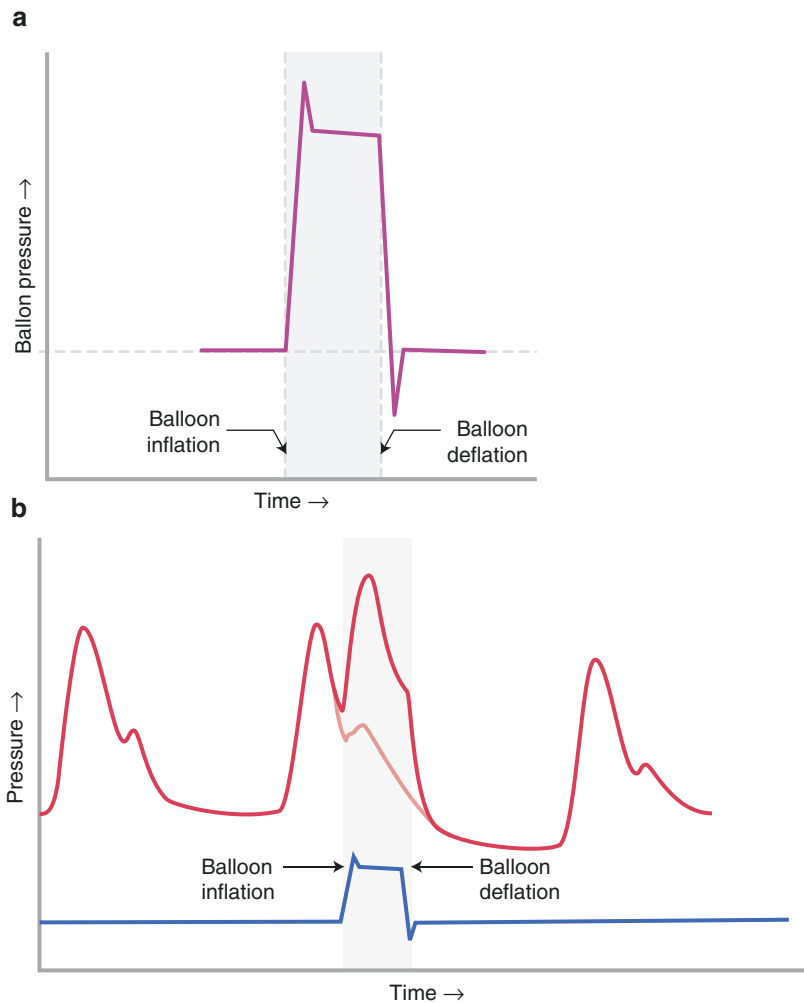 a
Ballon pressure →
Balloon
inflation
Balloon
deflation
Time →
b
Pressure →
Balloon
inflation
Balloon
deflation
Time →